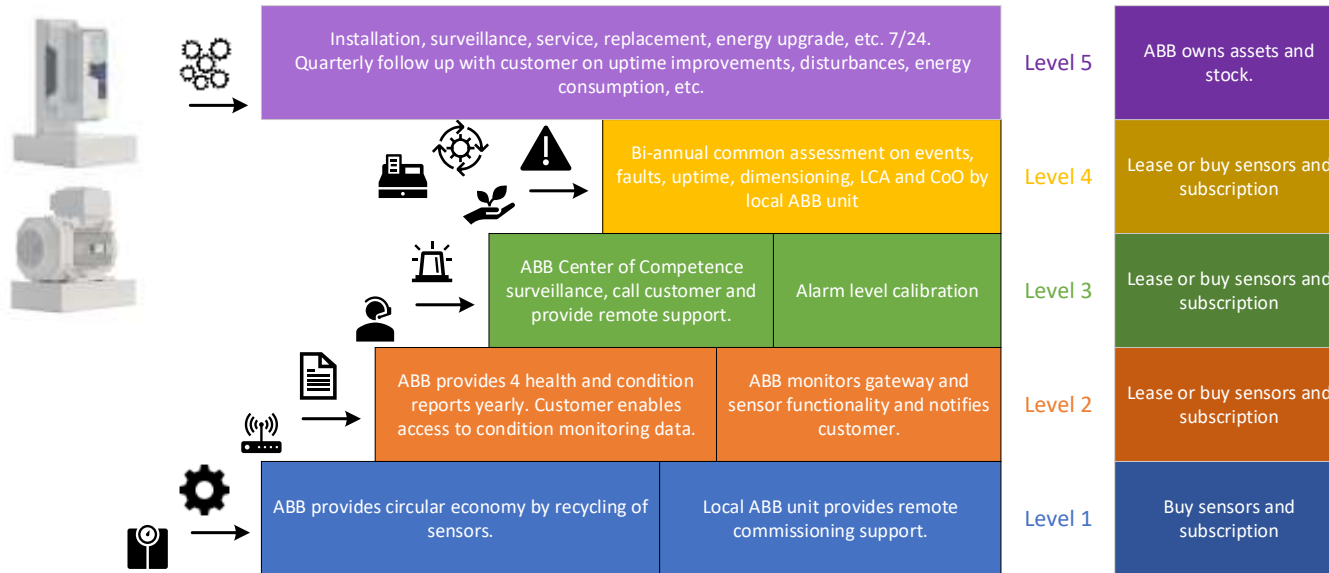 Installation, surveillance, service, replacement, energy upgrade, etc. 7/24.
Quarterly follow up with customer on uptime improvements, disturbances, energy
consumption, etc.
Level 5
ABB owns assets and
stock.
Bi-annual common assessment on events,
faults, uptime, dimensioning, LCA and CoO by
local ABB unit
Level 4
Lease or buy sensors and
subscription
ABB Center of Competence
surveillance, call customer and
provide remote support.
Alarm level calibration
Level 3
Lease or buy sensors and
subscription
ABB provides 4 health and condition
reports yearly. Customer enables
access to condition monitoring data.
ABB monitors gateway and
sensor functionality and notifies
customer.
Level 2
Lease or buy sensors and
subscription
ABB provides circular economy by recycling of
sensors.
Local ABB unit provides remote
commissioning support.
Level 1
Buy sensors and
subscription